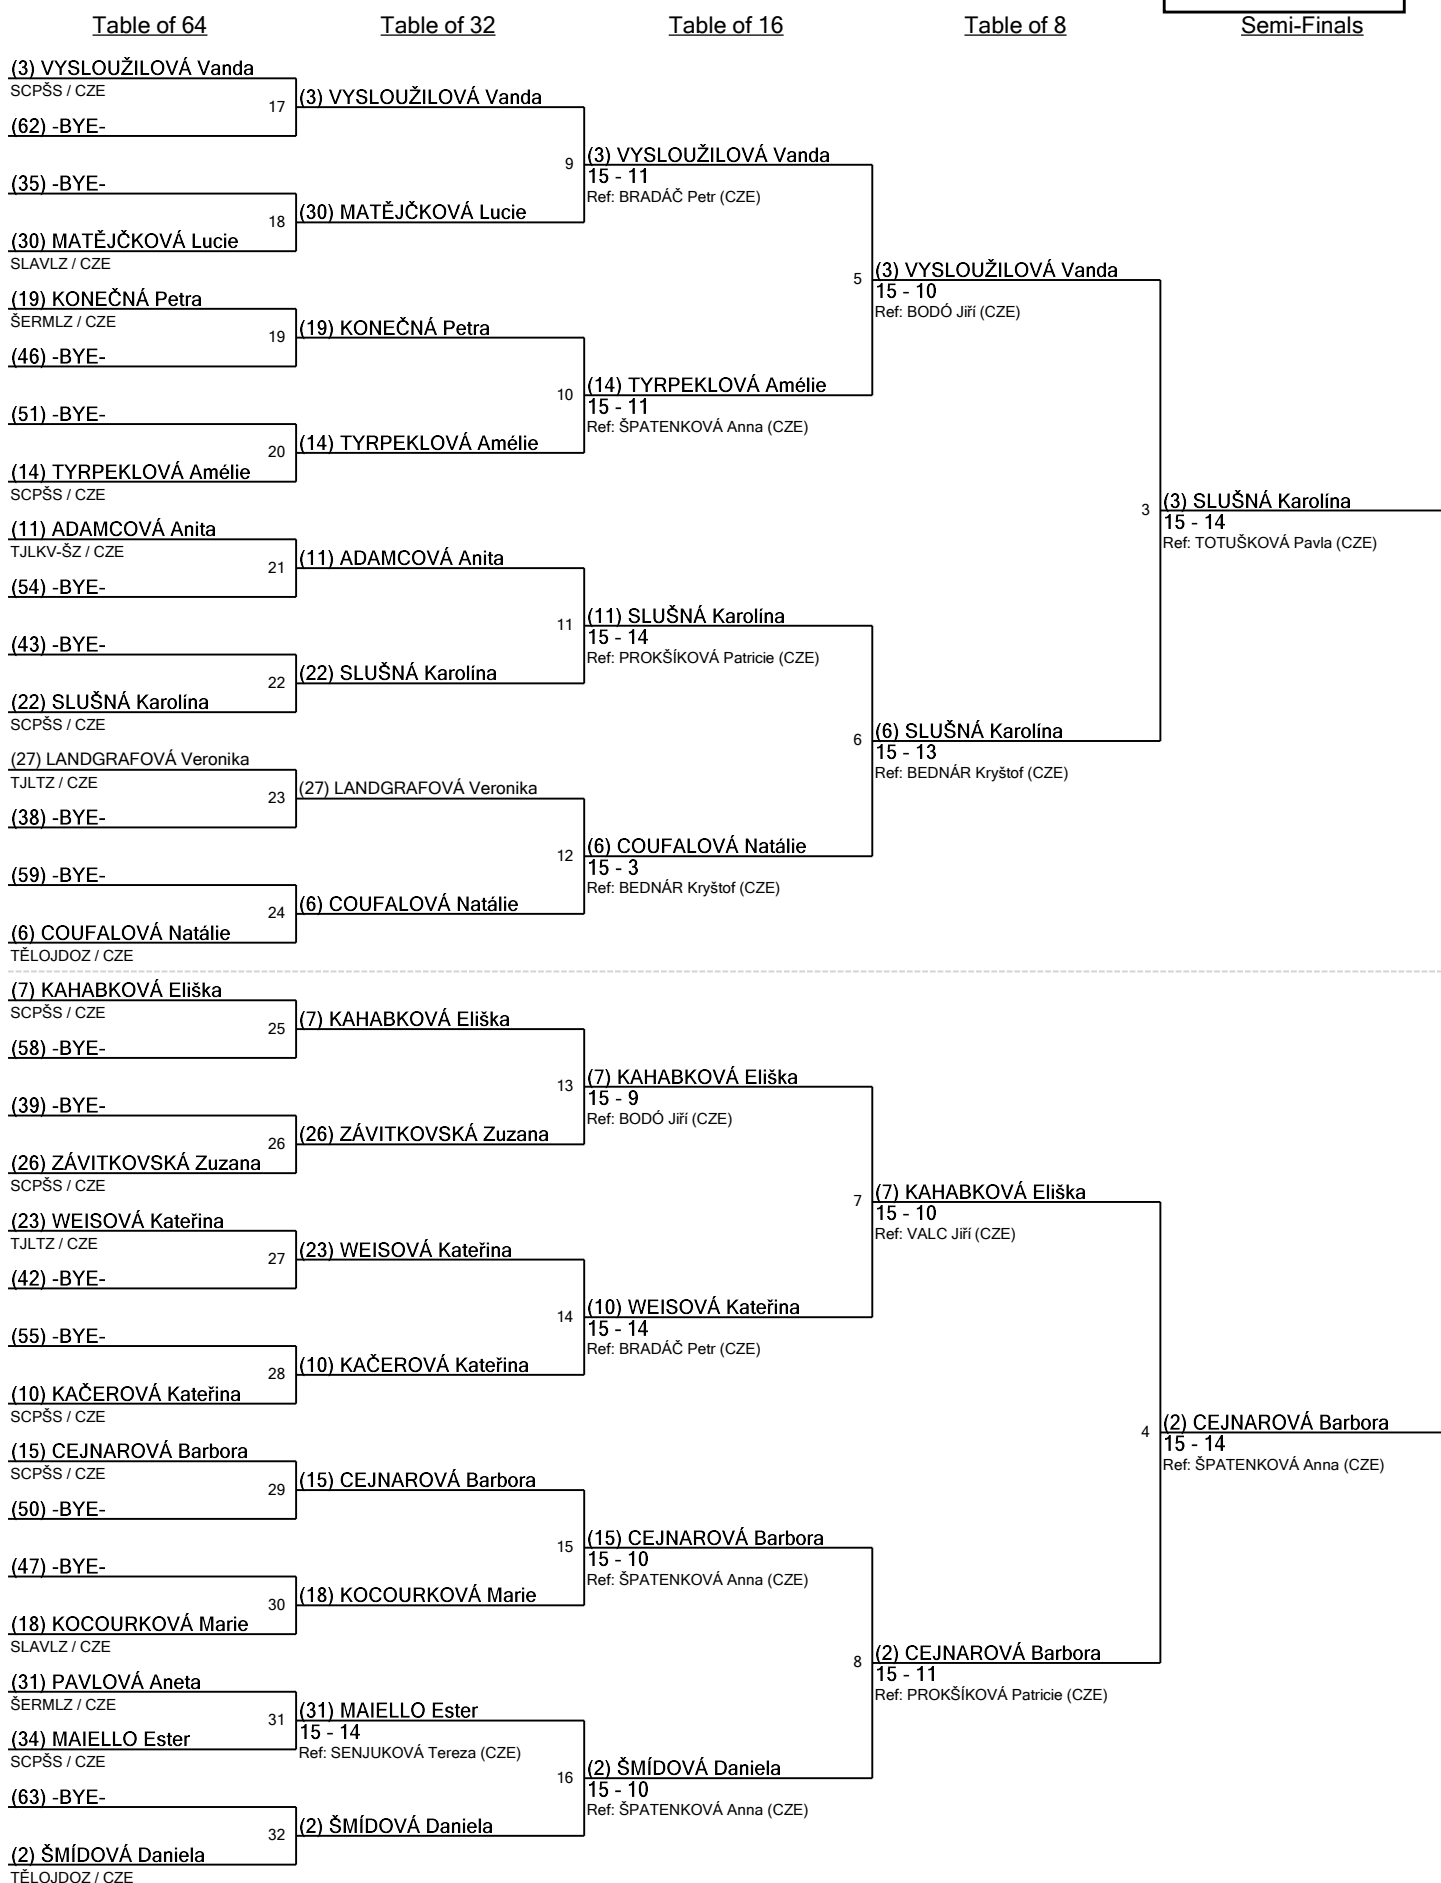 Table of 64
Table of 32
Table of 16
Table of 8
Semi-Finals
(3) VYSLOUŽILOVÁ Vanda
SCPŠS / CZE
17
(62) -BYE-
(35) -BYE-
18
(30) MATĚJČKOVÁ Lucie
SLAVLZ / CZE
(19) KONEČNÁ Petra
ŠERMLZ / CZE
19
(46) -BYE-
(51) -BYE-
20
(14) TYRPEKLOVÁ Amélie
SCPŠS / CZE
(11) ADAMCOVÁ Anita
TJLKV-ŠZ / CZE
21
(54) -BYE-
(43) -BYE-
22
(22) SLUŠNÁ Karolína
SCPŠS / CZE
(27) LANDGRAFOVÁ Veronika
TJLTZ / CZE
23
(38) -BYE-
(59) -BYE-
24
(6) COUFALOVÁ Natálie
TĚLOJDOZ / CZE
(7) KAHABKOVÁ Eliška
SCPŠS / CZE
25
(58) -BYE-
(39) -BYE-
26
(26) ZÁVITKOVSKÁ Zuzana
SCPŠS / CZE
(23) WEISOVÁ Kateřina
TJLTZ / CZE
27
(42) -BYE-
(55) -BYE-
28
(10) KAČEROVÁ Kateřina
SCPŠS / CZE
(15) CEJNAROVÁ Barbora
SCPŠS / CZE
29
(50) -BYE-
(47) -BYE-
30
(18) KOCOURKOVÁ Marie
SLAVLZ / CZE
(31) PAVLOVÁ Aneta
ŠERMLZ / CZE
31
(34) MAIELLO Ester
SCPŠS / CZE
(63) -BYE-
32
(2) ŠMÍDOVÁ Daniela
TĚLOJDOZ / CZE
(3) VYSLOUŽILOVÁ Vanda
9
(30) MATĚJČKOVÁ Lucie
(19) KONEČNÁ Petra
10
(14) TYRPEKLOVÁ Amélie
(11) ADAMCOVÁ Anita
11
(22) SLUŠNÁ Karolína
(27) LANDGRAFOVÁ Veronika
12
(6) COUFALOVÁ Natálie
(7) KAHABKOVÁ Eliška
13
(26) ZÁVITKOVSKÁ Zuzana
(23) WEISOVÁ Kateřina
14
(10) KAČEROVÁ Kateřina
(15) CEJNAROVÁ Barbora
15
(18) KOCOURKOVÁ Marie
(31) MAIELLO Ester
15 - 14
Ref: SENJUKOVÁ Tereza (CZE)
16
(2) ŠMÍDOVÁ Daniela
(3) VYSLOUŽILOVÁ Vanda
15 - 11
Ref: BRADÁČ Petr (CZE)
5
(14) TYRPEKLOVÁ Amélie
15 - 11
Ref: ŠPATENKOVÁ Anna (CZE)
(11) SLUŠNÁ Karolína
15 - 14
Ref: PROKŠÍKOVÁ Patricie (CZE)
6
(6) COUFALOVÁ Natálie
15 - 3
Ref: BEDNÁR Kryštof (CZE)
(7) KAHABKOVÁ Eliška
15 - 9
Ref: BODÓ Jiří (CZE)
7
(10) WEISOVÁ Kateřina
15 - 14
Ref: BRADÁČ Petr (CZE)
(15) CEJNAROVÁ Barbora
15 - 10
Ref: ŠPATENKOVÁ Anna (CZE)
8
(2) ŠMÍDOVÁ Daniela
15 - 10
Ref: ŠPATENKOVÁ Anna (CZE)
(3) VYSLOUŽILOVÁ Vanda
15 - 10
Ref: BODÓ Jiří (CZE)
3
(6) SLUŠNÁ Karolína
15 - 13
Ref: BEDNÁR Kryštof (CZE)
(7) KAHABKOVÁ Eliška
15 - 10
Ref: VALC Jiří (CZE)
4
(2) CEJNAROVÁ Barbora
15 - 11
Ref: PROKŠÍKOVÁ Patricie (CZE)
(3) SLUŠNÁ Karolína
15 - 14
Ref: TOTUŠKOVÁ Pavla (CZE)
(2) CEJNAROVÁ Barbora
15 - 14
Ref: ŠPATENKOVÁ Anna (CZE)